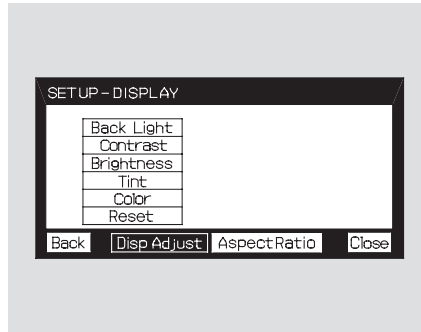 SETUP-DISPLAY
Back Light
Contrast
Brightness
Tint
Color
Reset
Back Disp Adjust AspectRatio Close